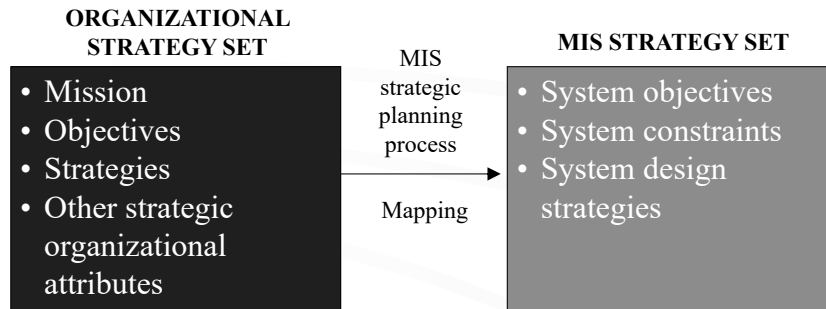 ORGANIZATIONAL
STRATEGY SET
• Mission
• Objectives
• Strategies
• Other strategic
organizational
attributes
MIS
strategic
planning
process
Mapping
MIS STRATEGY SET
• System objectives
• System constraints
• System design
strategies